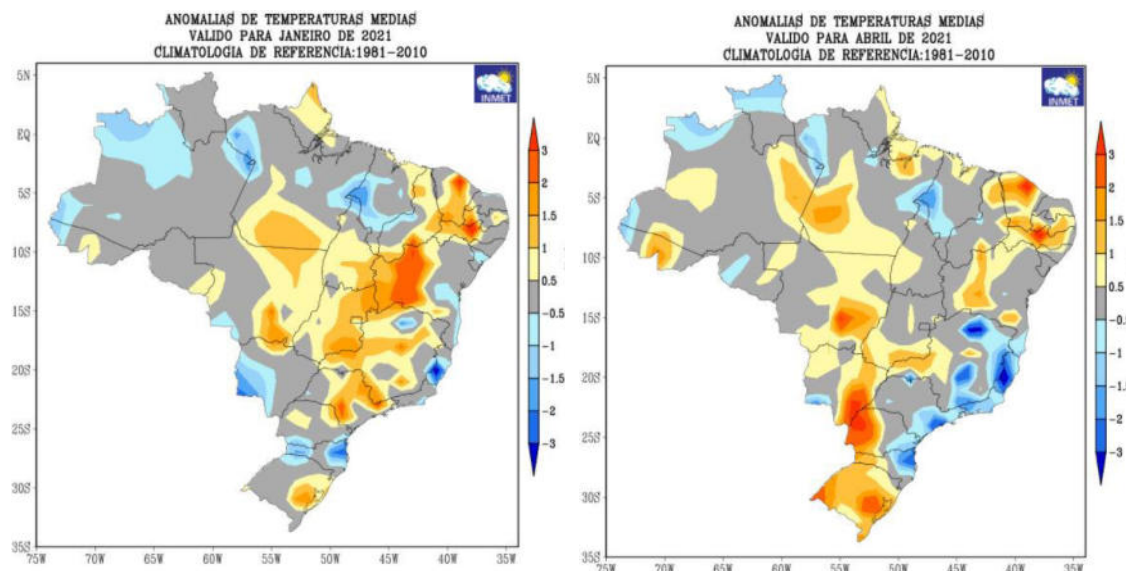 ANOMALIAS DE TEMPERATURAS MEDIAS
VALIDO PARA JANEIRO DE 2021
CLIMATOLOGIA DE REFERENCIA:1981-2010
INMET
5N
EQ
5S
10S
15S
20S
25S
30S
35S
75W
70W
65W
60W
55W
50W
45W
40W
35W
3
2
1.5
1
0.5
-0.5
-1
-1.5
-2
-3
ANOMALIAS DE TEMPERATURAS MEDIAS
VALIDO PARA ABRIL DE 2021
CLIMATOLOGIA DE REFERENCIA:1981-2010
INMET
5N
EQ
5S
10S
15S
20S
25S
30S
35S
75W
70W
65W
60W
55W
50W
45W
40W
35W
3
2
1.5
1
0.5
-0.5
-1
-1.5
-2
-3